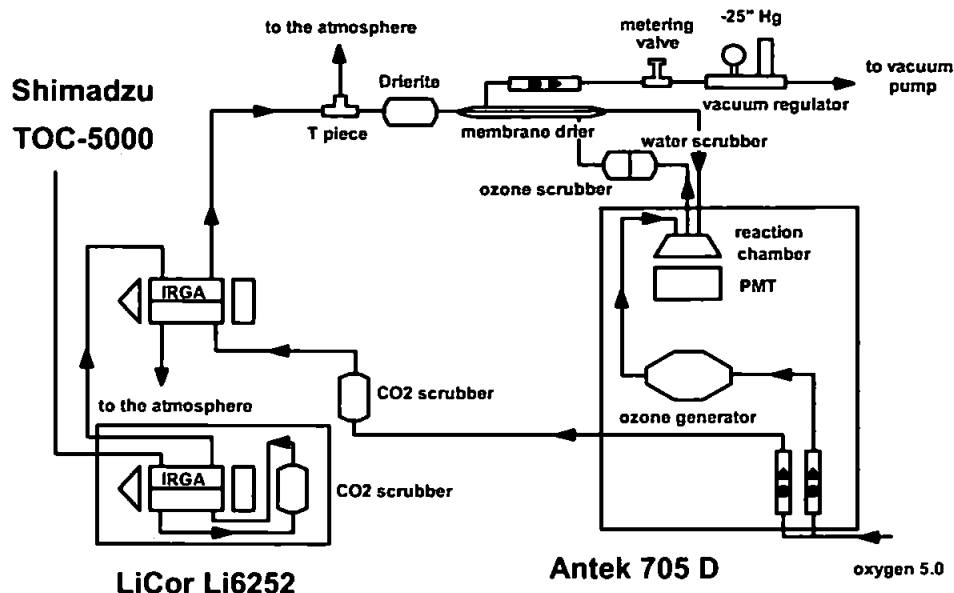 -25" Hg
to the atmosphere
metering
valve
Drierite
to vacuum
pump
Shimadzu
TOC-5000
vacuum regulator
T piece
membrane drier
water scrubber
ozone scrubber
reaction
chamber
PMT
IRGA
CO2 scrubber
to the atmosphere
ozone generator
IRGA
CO2 scrubber
LiCor Li6252
Antek 705 D
oxygen 5.0